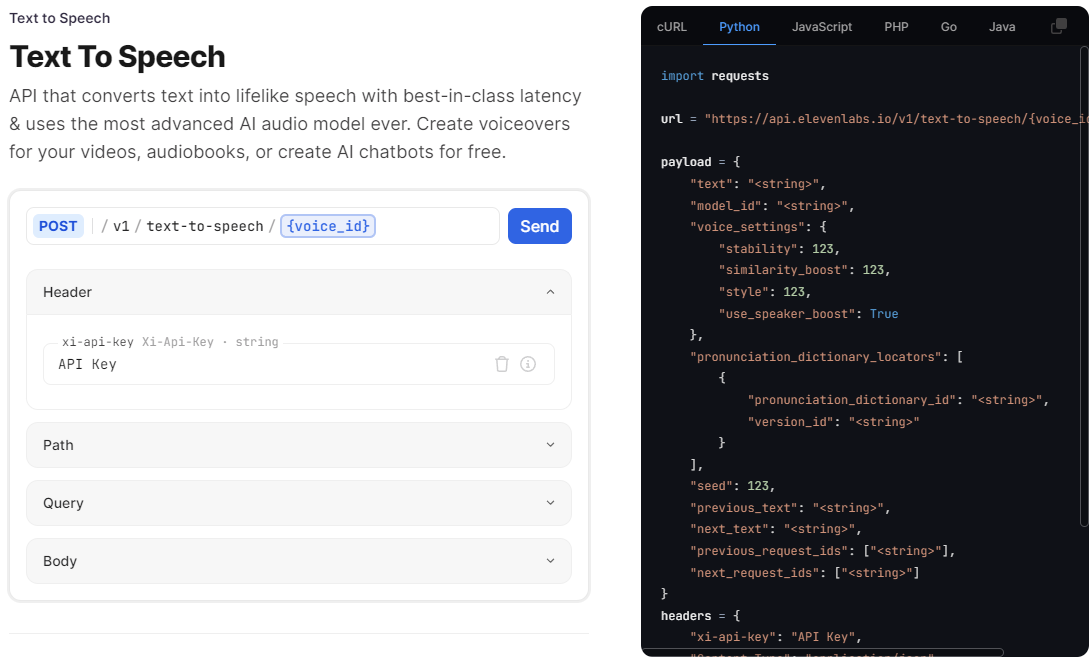 Text to Speech
Text To Speech
API that converts text into lifelike speech with best-in-class latency
& uses the most advanced AI audio model ever. Create voiceovers
for your videos, audiobooks, or create AI chatbots for free.
POST / v1 / text-to-speech / {voice_id} Send
Header
xi-api-key Xi-Api-Key · string
API Key
Path
Query
Body
cURL Python JavaScript PHP Go Java
import requests
url = "https://api.elevenlabs.io/v1/text-to-speech/{voice_id
payload = {
"text": "<string>",
"model_id": "<string>",
"voice_settings": {
"stability": 123,
"similarity_boost": 123,
"style": 123,
"use_speaker_boost": True
},
"pronunciation_dictionary_locators": [
{
"pronunciation_dictionary_id": "<string>",
"version_id": "<string>"
}
],
"seed": 123,
"previous_text": "<string>",
"next_text": "<string>",
"previous_request_ids": ["<string>"],
"next_request_ids": ["<string>"]
}
headers = {
"xi-api-key": "API Key",
"Content-Type": "application/json"